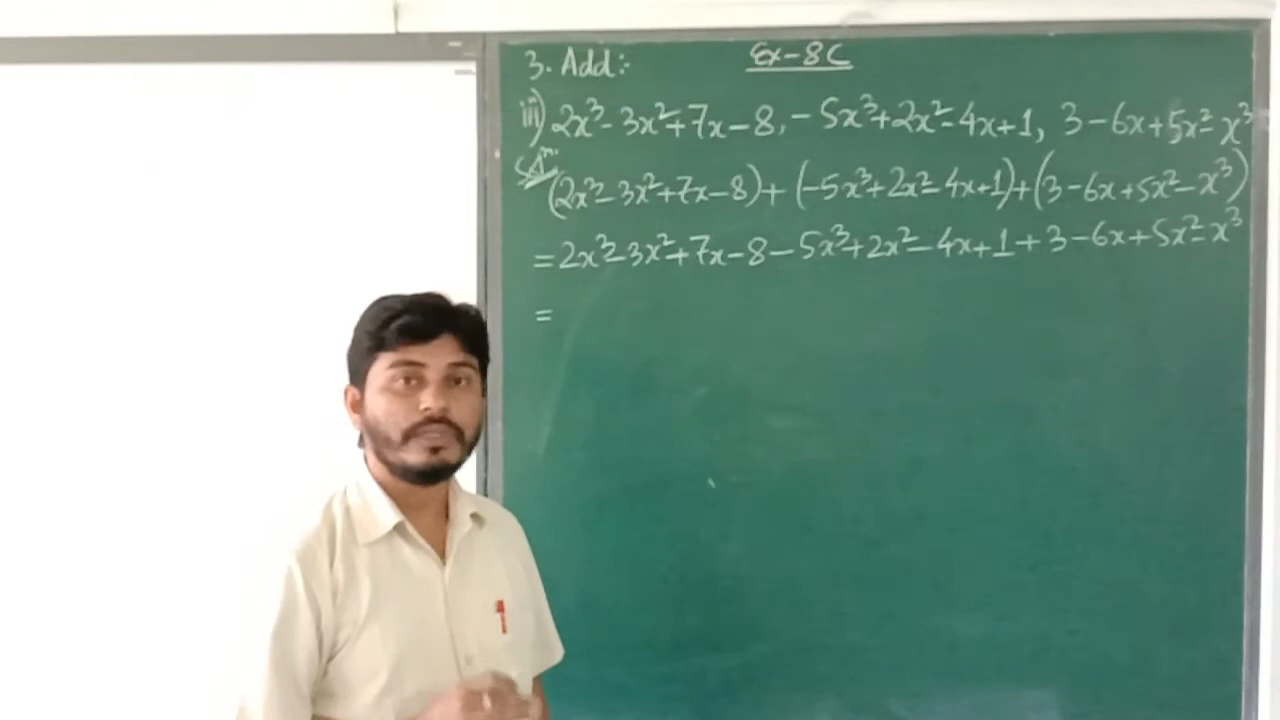 3. Add:-
Ex-8C
iii) 2x³ - 3x² + 7x - 8, - 5x³ + 2x² - 4x + 1, 3 - 6x + 5x² - x³
Solⁿ:
(2x³ - 3x² + 7x - 8) + (-5x³ + 2x² - 4x + 1) + (3 - 6x + 5x² - x³)
= 2x³ - 3x² + 7x - 8 - 5x³ + 2x² - 4x + 1 + 3 - 6x + 5x² - x³
=